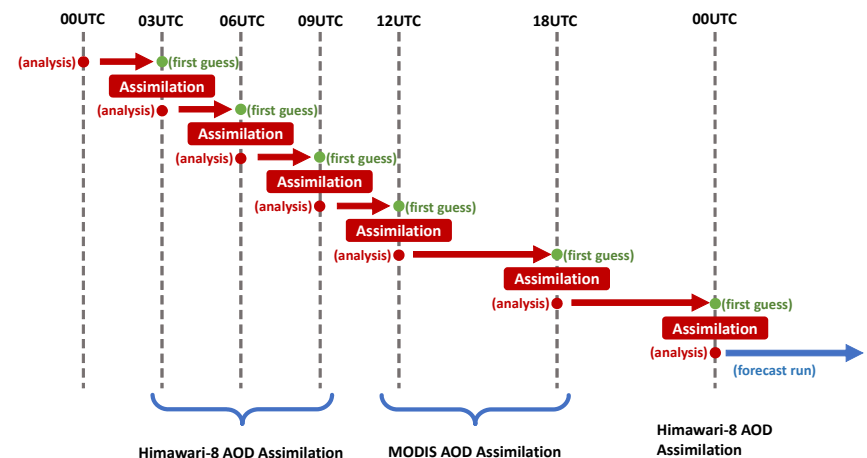 00UTC 03UTC 06UTC 09UTC 12UTC 18UTC 00UTC
(analysis) (first guess)
Assimilation
(analysis) (first guess)
Assimilation
(analysis) (first guess)
Assimilation
(analysis) (first guess)
Assimilation
(analysis) (first guess)
Assimilation
(analysis) (first guess)
Assimilation
(analysis)
(forecast run)
Himawari-8 AOD Assimilation
MODIS AOD Assimilation
Himawari-8 AOD
Assimilation